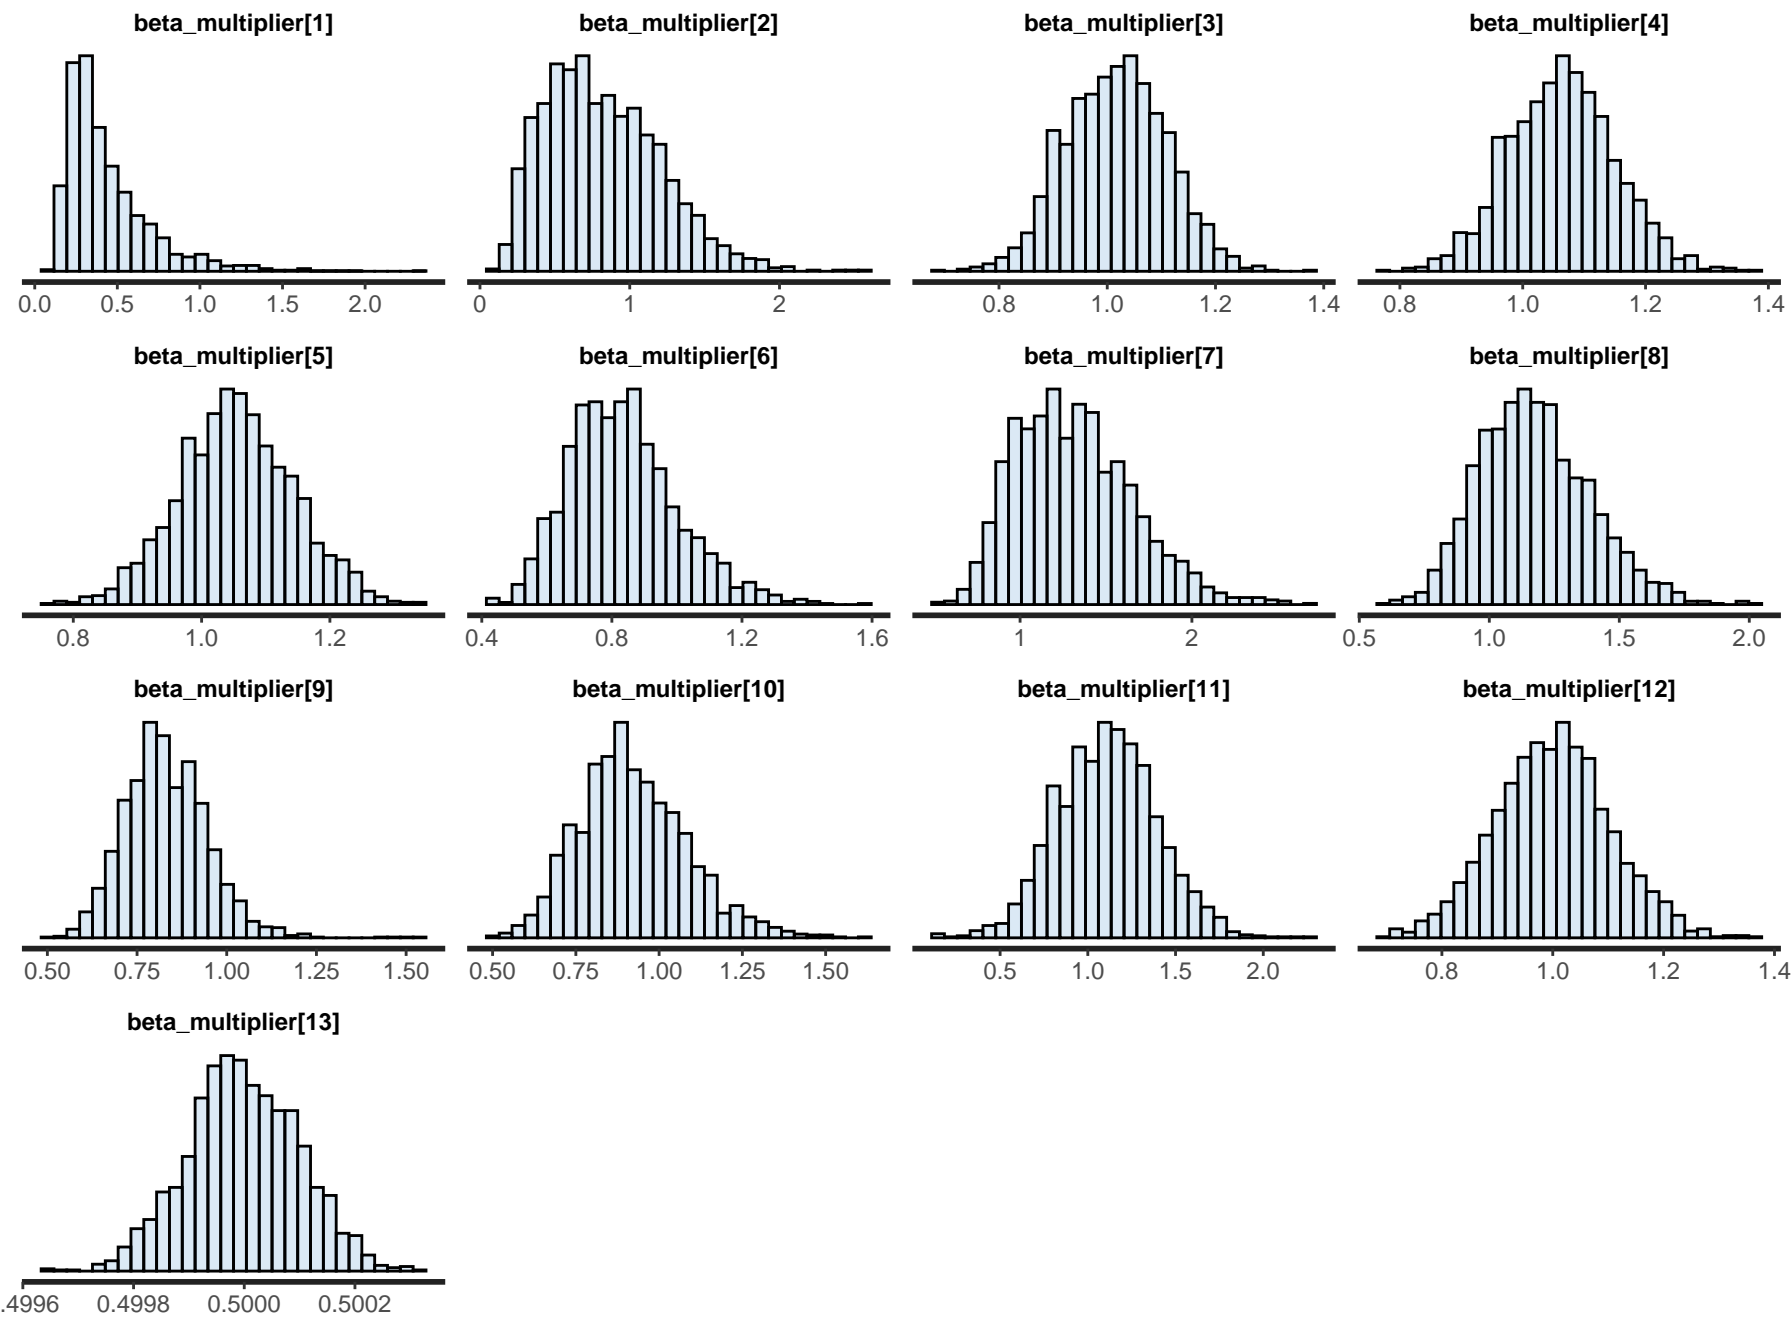 beta_multiplier[1] beta_multiplier[2] beta_multiplier[3] beta_multiplier[4]
0.0 0.5 1.0 1.5 2.0 0 1 2 0.8 1.0 1.2 1.4 0.8 1.0 1.2 1.4
beta_multiplier[5] beta_multiplier[6] beta_multiplier[7] beta_multiplier[8]
0.8 1.0 1.2 0.4 0.8 1.2 1.6 1 2 0.5 1.0 1.5 2.0
beta_multiplier[9] beta_multiplier[10] beta_multiplier[11] beta_multiplier[12]
0.50 0.75 1.00 1.25 1.50 0.50 0.75 1.00 1.25 1.50 0.5 1.0 1.5 2.0 0.8 1.0 1.2 1.4
beta_multiplier[13]
.4996 0.4998 0.5000 0.5002